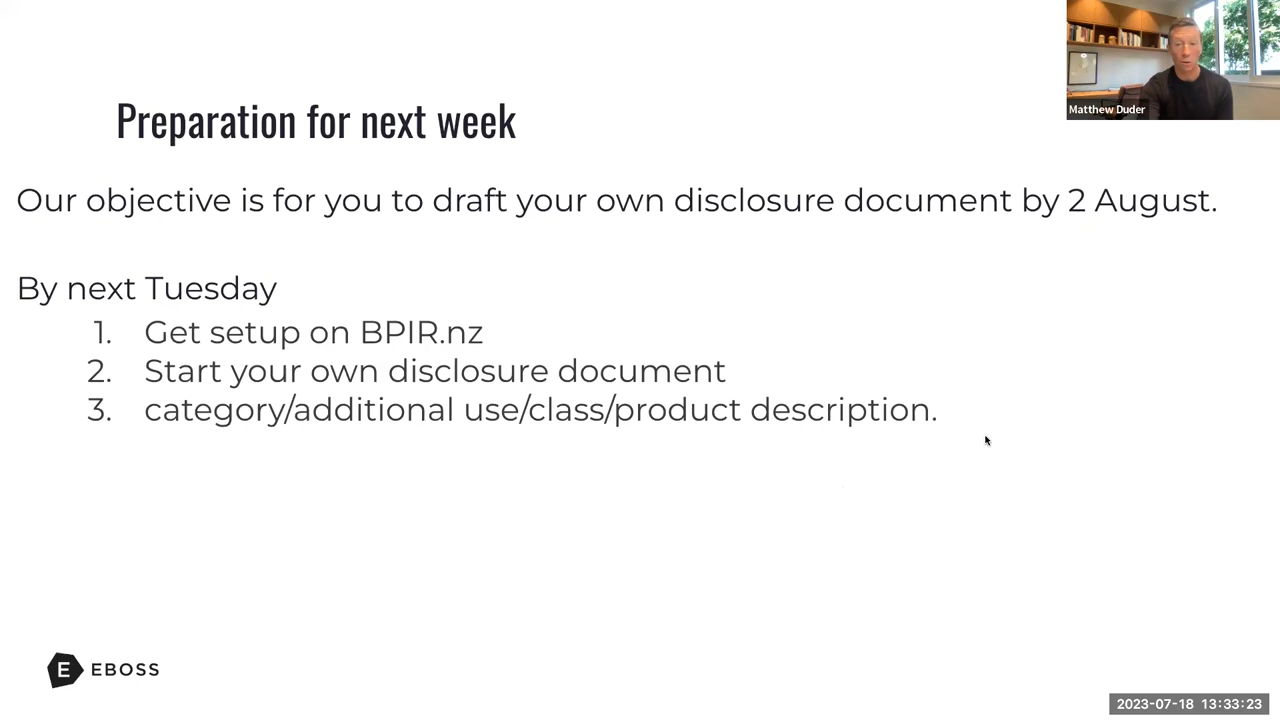 Matthew Duder
Preparation for next week
Our objective is for you to draft your own disclosure document by 2 August.
By next Tuesday
1. Get setup on BPIR.nz
2. Start your own disclosure document
3. category/additional use/class/product description.
E EBOSS
2023-07-18 13:33:23